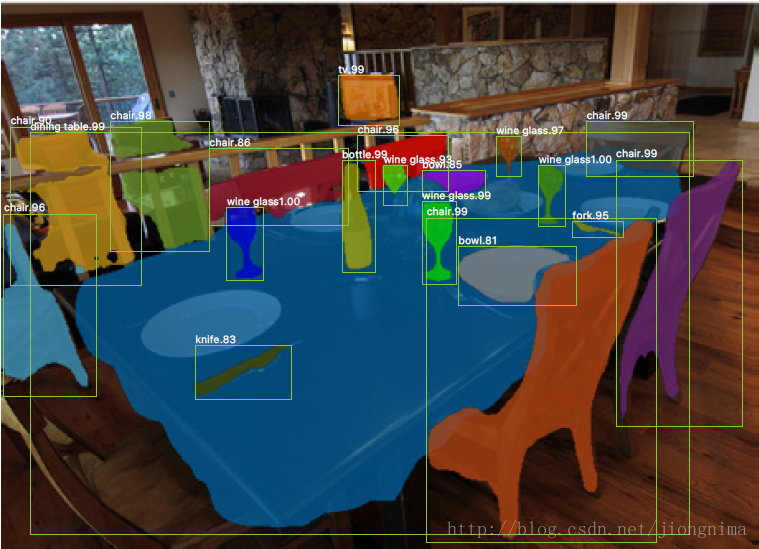 tv.99
chair.99
chair.98
chair.90
dining table.99
chair.96
wine glass.97
chair.86
bottle.99
wine glass.93
chair.99
bowl.85
wine glass1.00
wine glass.99
wine glass1.00
chair.96
chair.99
fork.95
bowl.81
knife.83
http://blog.csdn.net/jiongnima